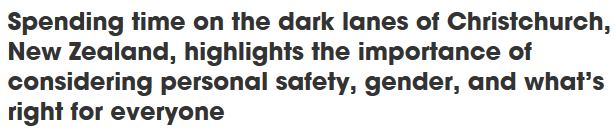 Spending time on the dark lanes of Christchurch,
New Zealand, highlights the importance of
considering personal safety, gender, and what’s
right for everyone